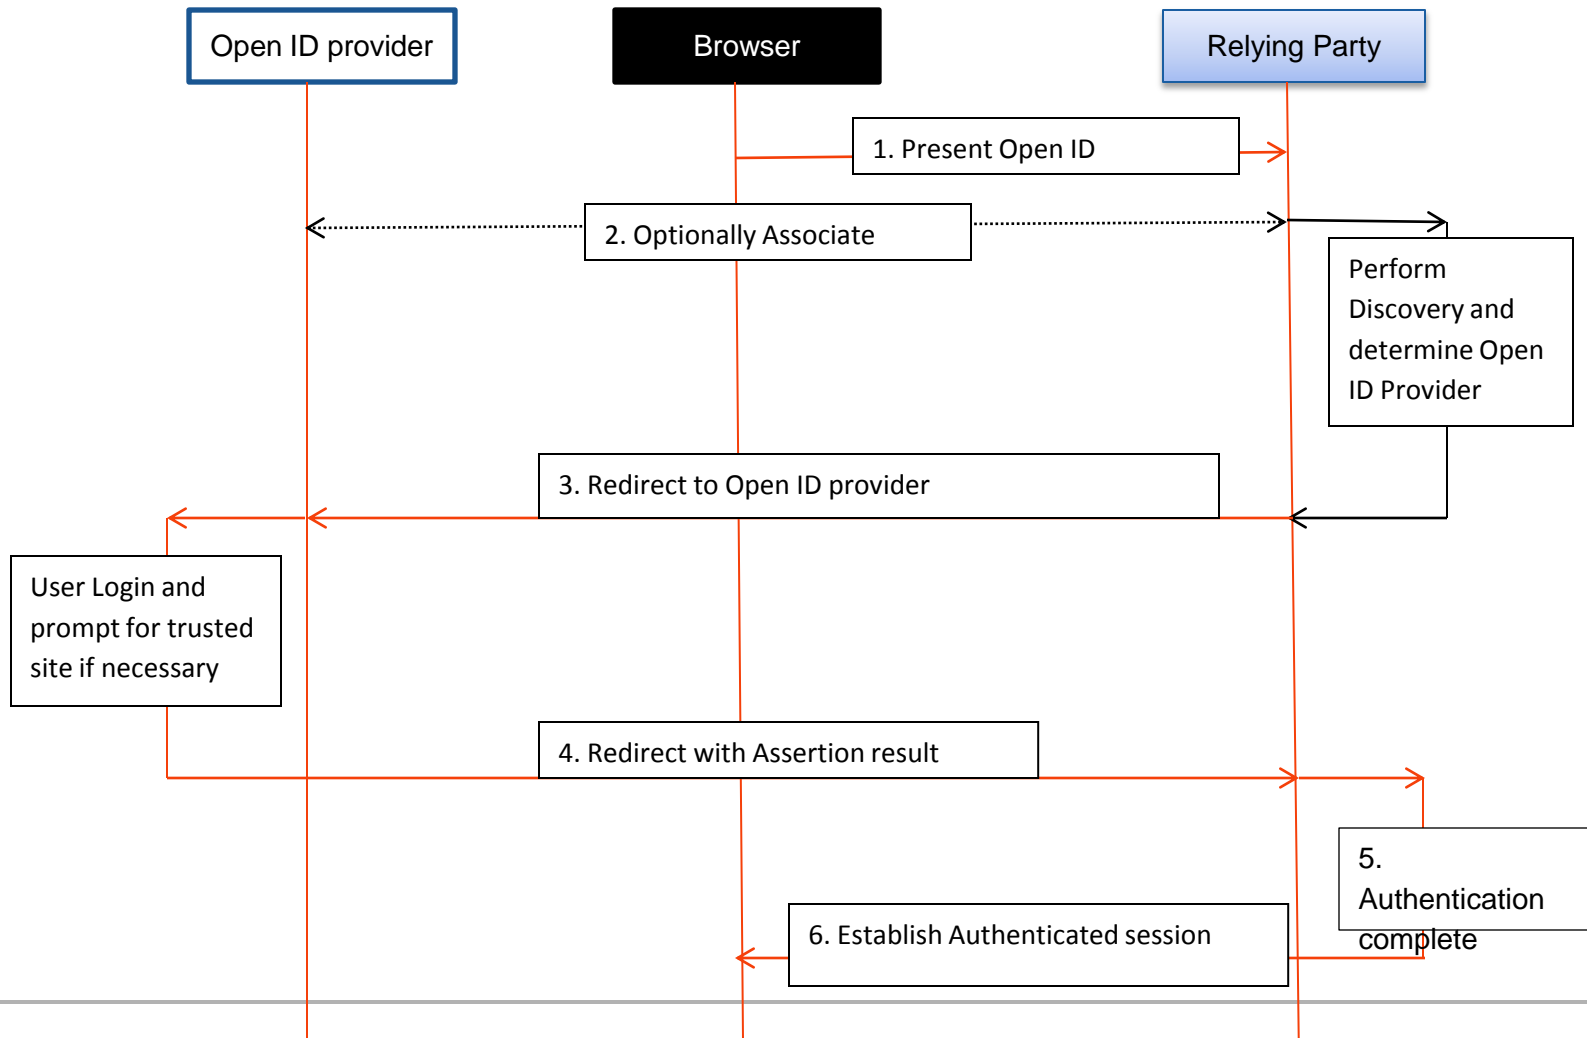 Open ID provider
Browser
Relying Party
1. Present Open ID
2. Optionally Associate
Perform
Discovery and
determine Open
ID Provider
3. Redirect to Open ID provider
User Login and
prompt for trusted
site if necessary
4. Redirect with Assertion result
5.
Authentication
complete
6. Establish Authenticated session